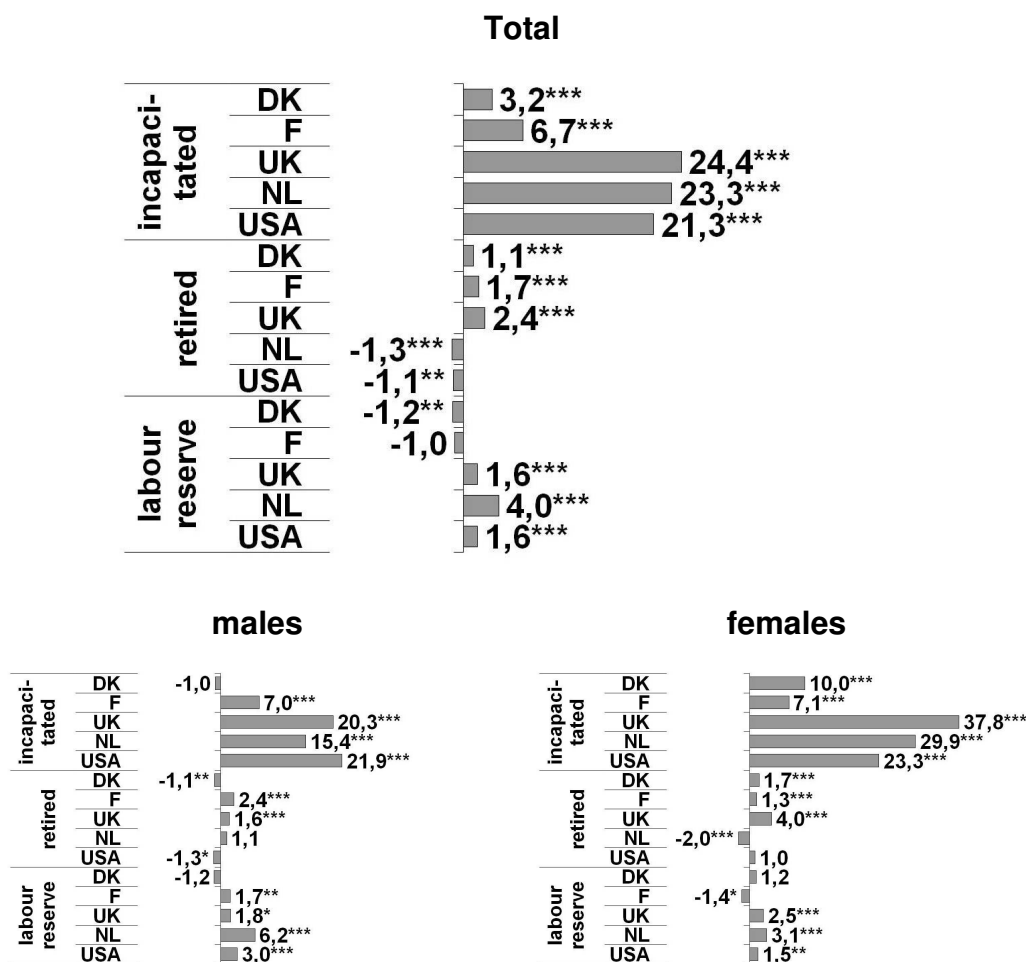 Total
incapaci-
tated
DK 3,2***
F 6,7***
UK 24,4***
NL 23,3***
USA 21,3***
retired
DK 1,1***
F 1,7***
UK 2,4***
NL -1,3***
USA -1,1**
labour
reserve
DK -1,2**
F -1,0
UK 1,6***
NL 4,0***
USA 1,6***
males
incapaci-
tated
DK -1,0
F 7,0***
UK 20,3***
NL 15,4***
USA 21,9***
retired
DK -1,1**
F 2,4***
UK 1,6***
NL 1,1
USA -1,3*
labour
reserve
DK -1,2
F 1,7**
UK 1,8*
NL 6,2***
USA 3,0***
females
incapaci-
tated
DK 10,0***
F 7,1***
UK 37,8***
NL 29,9***
USA 23,3***
retired
DK 1,7***
F 1,3***
UK 4,0***
NL -2,0***
USA 1,0
labour
reserve
DK 1,2
F -1,4*
UK 2,5***
NL 3,1***
USA 1,5**